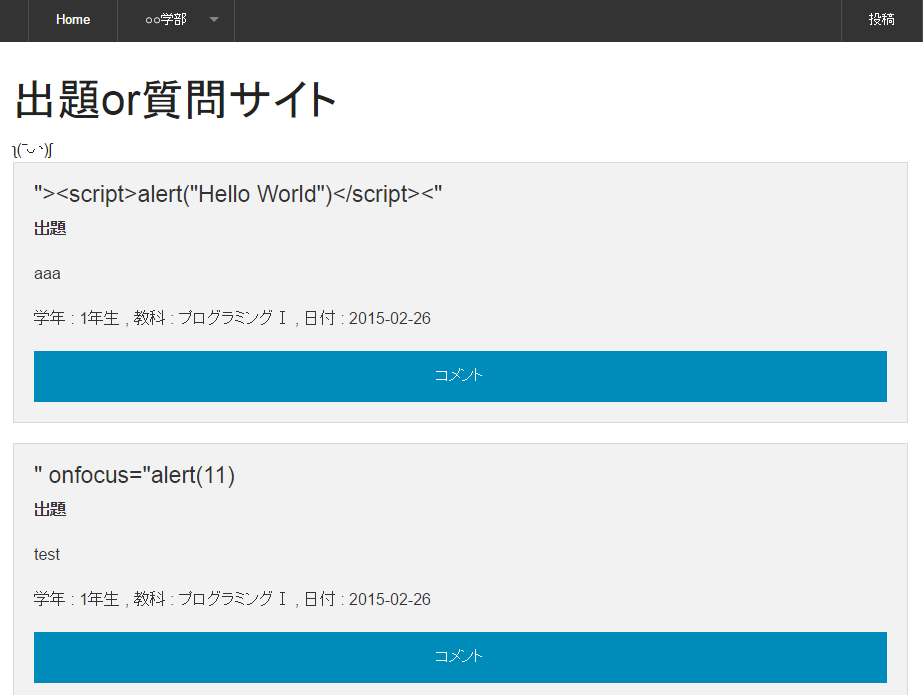 Home ○○学部 投稿
出題or質問サイト
ʅ(´◡`)ʃ
"><script>alert("Hello World")</script><"
出題
aaa
学年 : 1年生 , 教科 : プログラミングⅠ , 日付 : 2015-02-26
コメント
" onfocus="alert(11)
出題
test
学年 : 1年生 , 教科 : プログラミングⅠ , 日付 : 2015-02-26
コメント